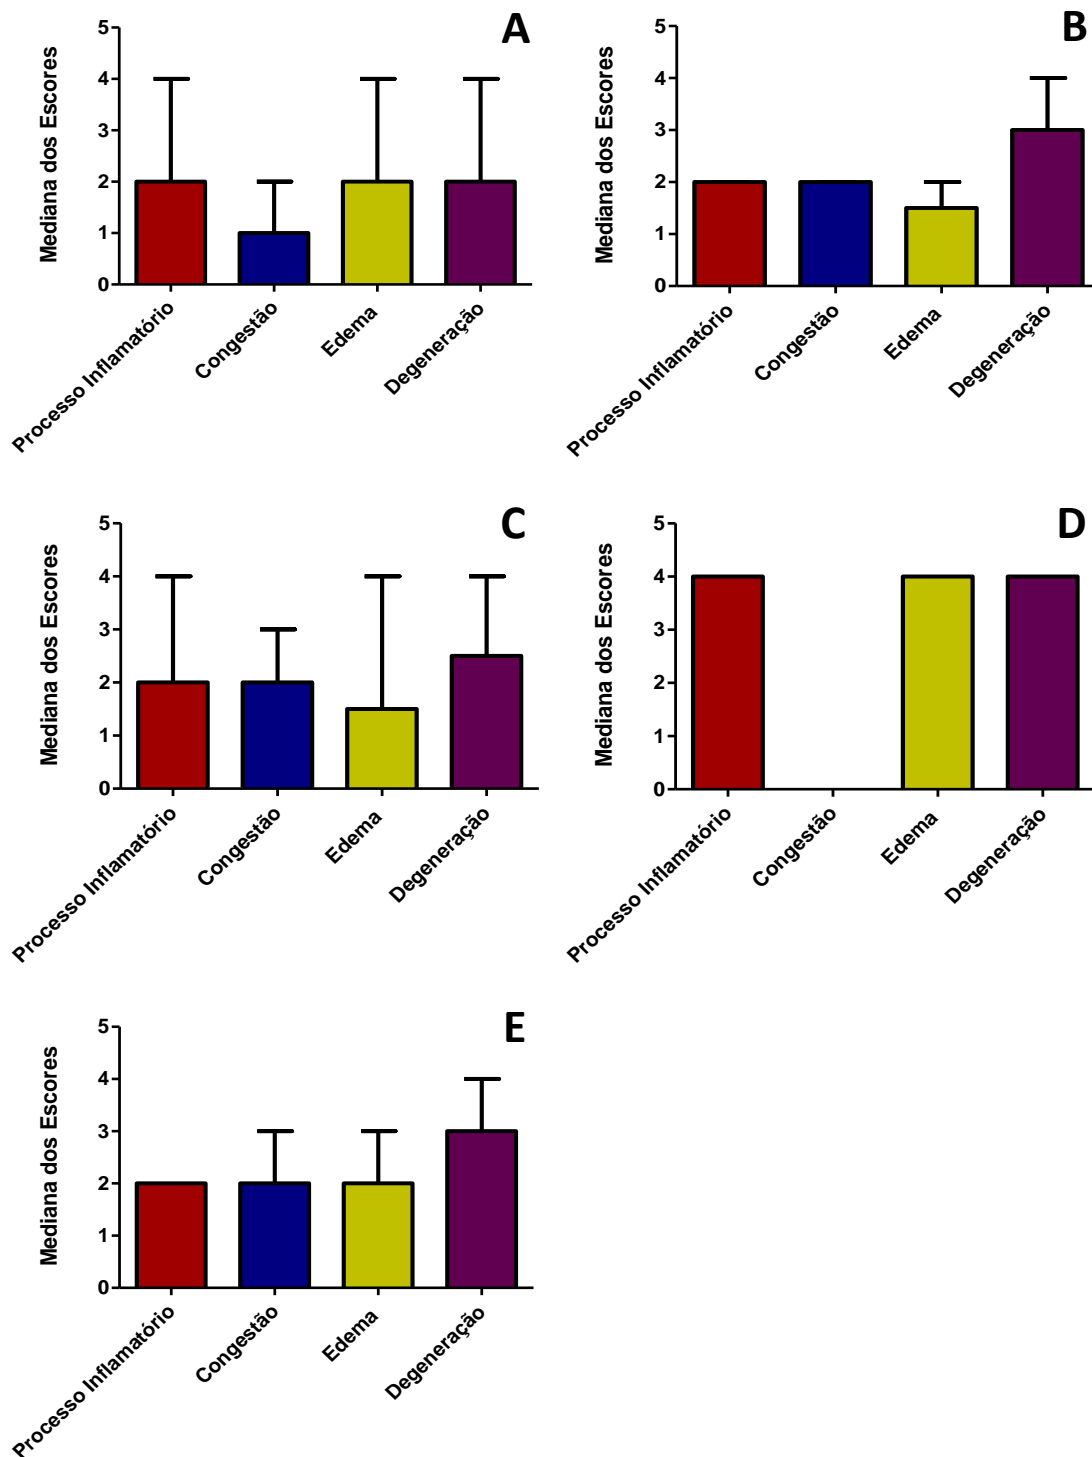 A
Mediana dos Escores
5
4
3
2
1
0
Processo Inflamatório
Congestão
Edema
Degeneração
B
Mediana dos Escores
5
4
3
2
1
0
Processo Inflamatório
Congestão
Edema
Degeneração
C
Mediana dos Escores
5
4
3
2
1
0
Processo Inflamatório
Congestão
Edema
Degeneração
D
Mediana dos Escores
5
4
3
2
1
0
Processo Inflamatório
Congestão
Edema
Degeneração
E
Mediana dos Escores
5
4
3
2
1
0
Processo Inflamatório
Congestão
Edema
Degeneração